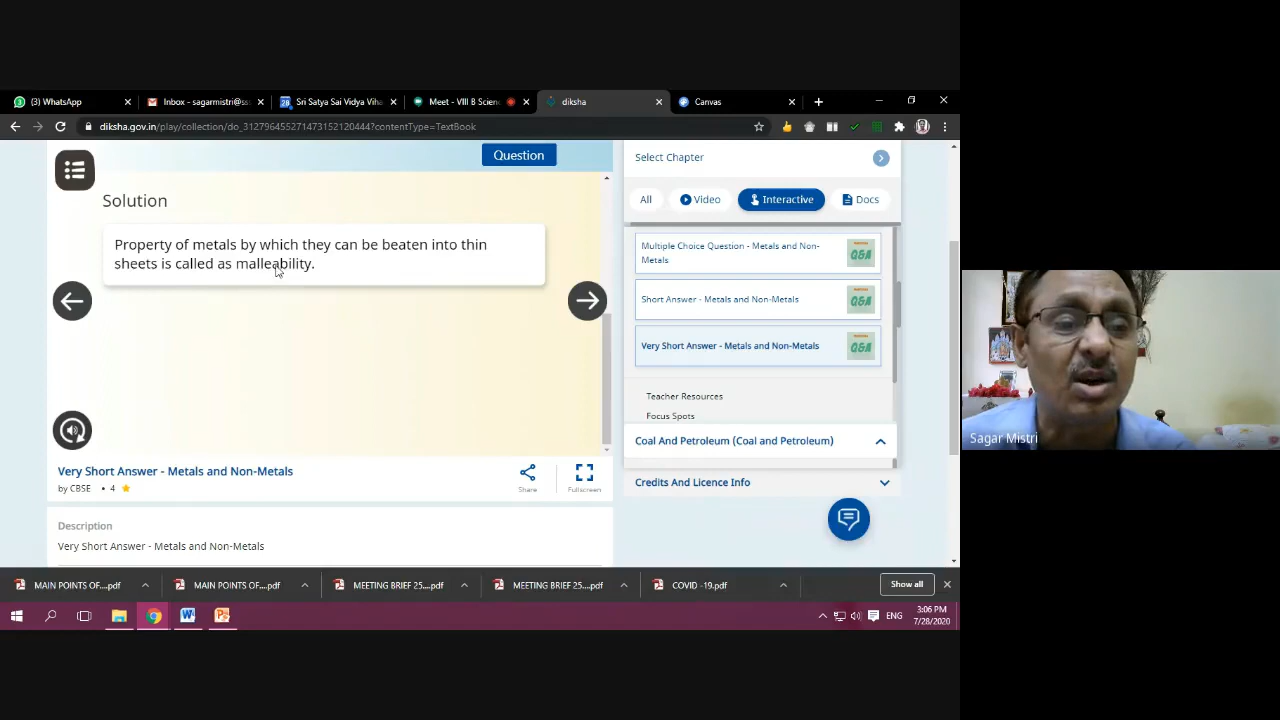 (3) WhatsApp
Inbox - sagarmistri@ss
Sri Satya Sai Vidya Viha
Meet - VIII B Scienc
diksha
Canvas
diksha.gov.in/play/collection/do_31279645527147315212​0444?contentType=TextBook
Question
Solution
Property of metals by which they can be beaten into thin
sheets is called as malleability.
Very Short Answer - Metals and Non-Metals
by CBSE • 4
Share
Fullscreen
Description
Very Short Answer - Metals and Non-Metals
Select Chapter
All
Video
Interactive
Docs
Multiple Choice Question - Metals and Non-
Metals
Q&A
Short Answer - Metals and Non-Metals
Q&A
Very Short Answer - Metals and Non-Metals
Q&A
Teacher Resources
Focus Spots
Coal And Petroleum (Coal and Petroleum)
Credits And Licence Info
Sagar Mistri
MAIN POINTS OF....pdf
MAIN POINTS OF....pdf
MEETING BRIEF 25....pdf
MEETING BRIEF 25....pdf
COVID -19.pdf
Show all
ENG
3:06 PM
7/28/2020